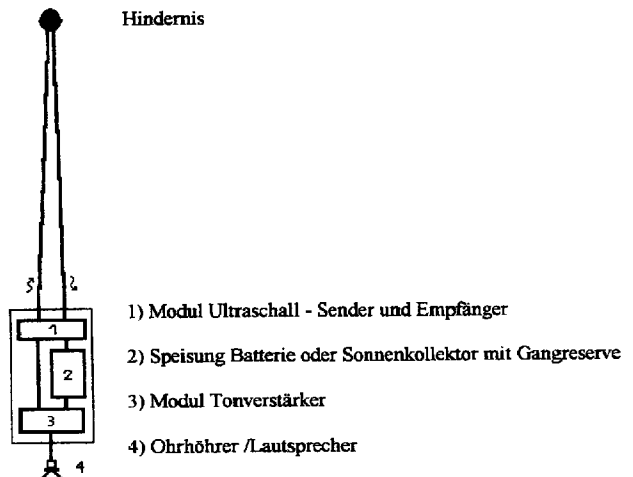 Hindernis
1) Modul Ultraschall - Sender und Empfänger
1
2) Speisung Batterie oder Sonnenkollektor mit Gangreserve
2
3) Modul Tonverstärker
3
4) Ohrhöhrer /Lautsprecher
4